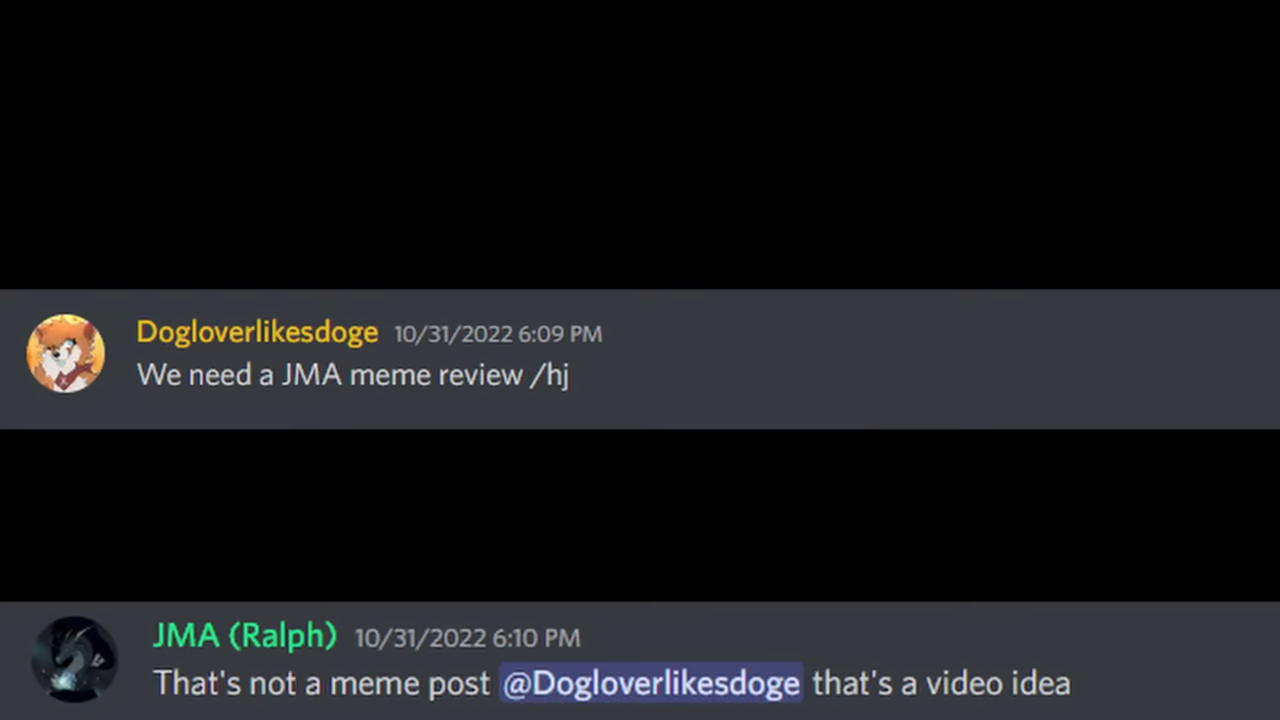 Dogloverlikesdoge 10/31/2022 6:09 PM
We need a JMA meme review /hj
JMA (Ralph) 10/31/2022 6:10 PM
That's not a meme post @Dogloverlikesdoge that's a video idea